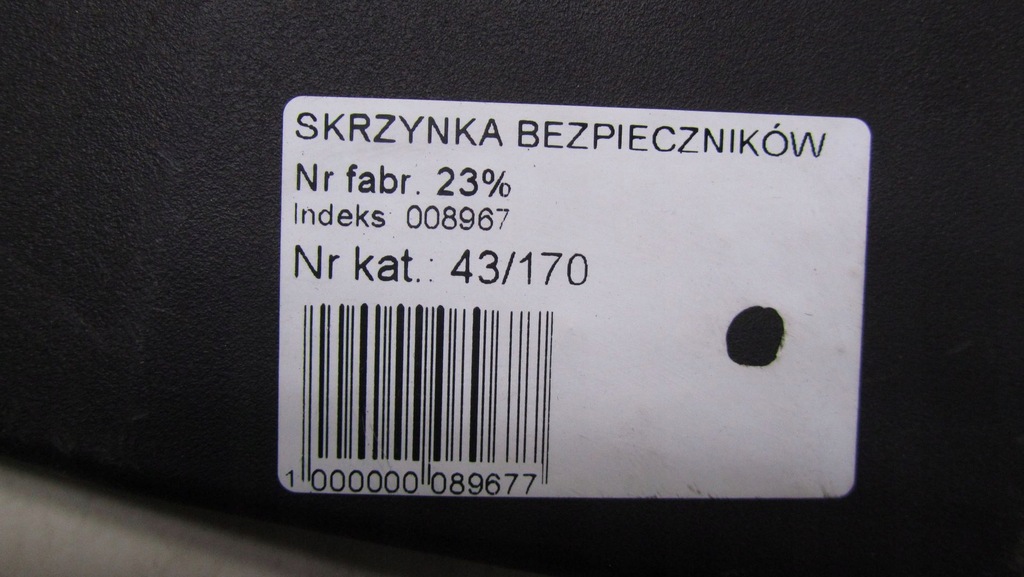 SKRZYNKA BEZPIECZNIKÓW
Nr fabr. 23%
Indeks 008967
Nr kat.: 43/170
1 000000 089677